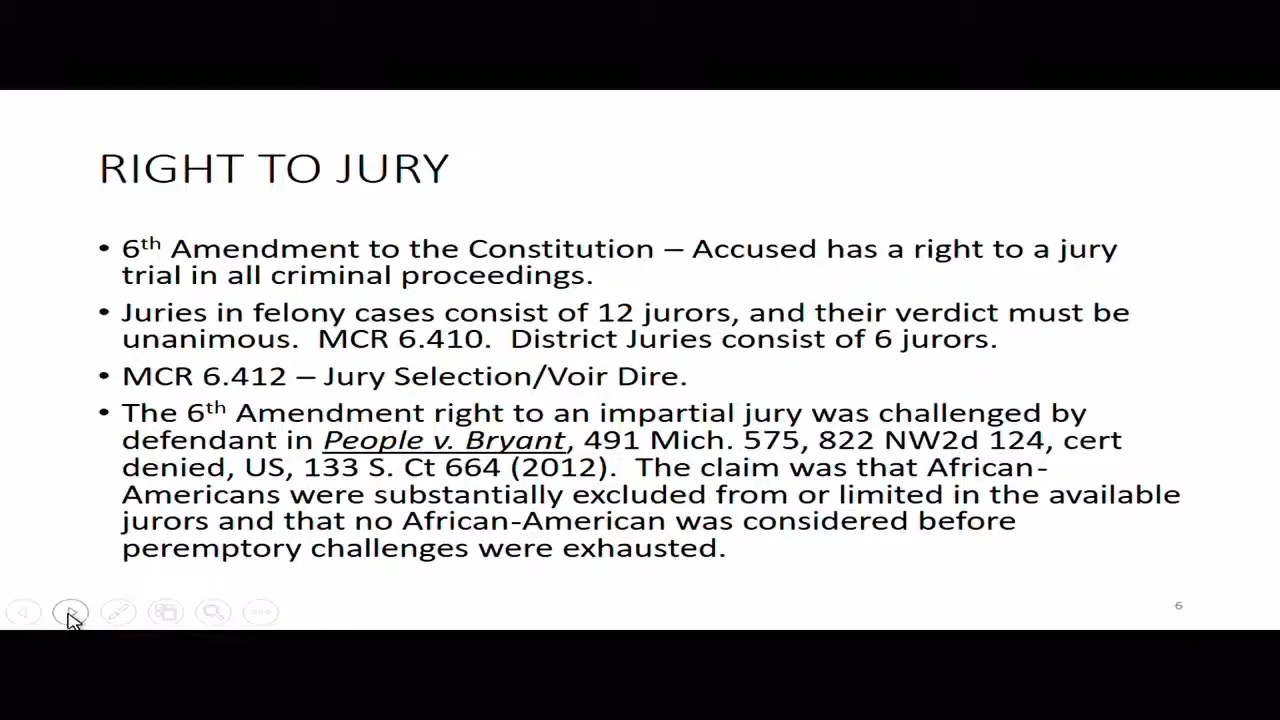 RIGHT TO JURY
• 6th Amendment to the Constitution – Accused has a right to a jury
trial in all criminal proceedings.
• Juries in felony cases consist of 12 jurors, and their verdict must be
unanimous.  MCR 6.410.  District Juries consist of 6 jurors.
• MCR 6.412 – Jury Selection/Voir Dire.
• The 6th Amendment right to an impartial jury was challenged by
defendant in People v. Bryant, 491 Mich. 575, 822 NW2d 124, cert
denied, US, 133 S. Ct 664 (2012).  The claim was that African-
Americans were substantially excluded from or limited in the available
jurors and that no African-American was considered before
peremptory challenges were exhausted.
6